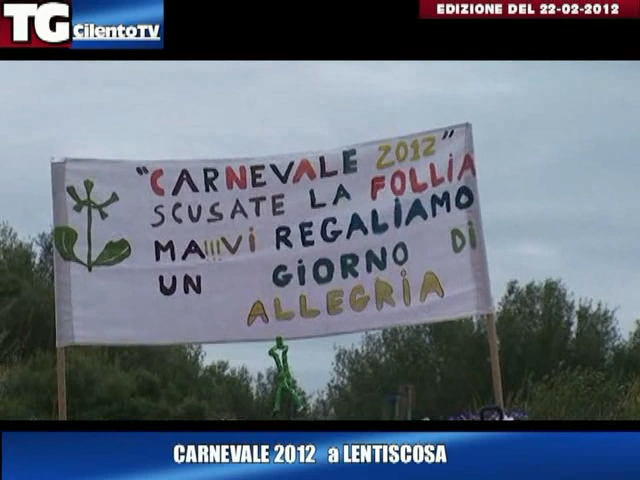 TG CilentoTV
EDIZIONE DEL 22-02-2012
"CARNEVALE 2012"
SCUSATE LA FOLLIA
MA!!!VI REGALIAMO
UN GIORNO DI
ALLEGRIA
CARNEVALE 2012 a LENTISCOSA